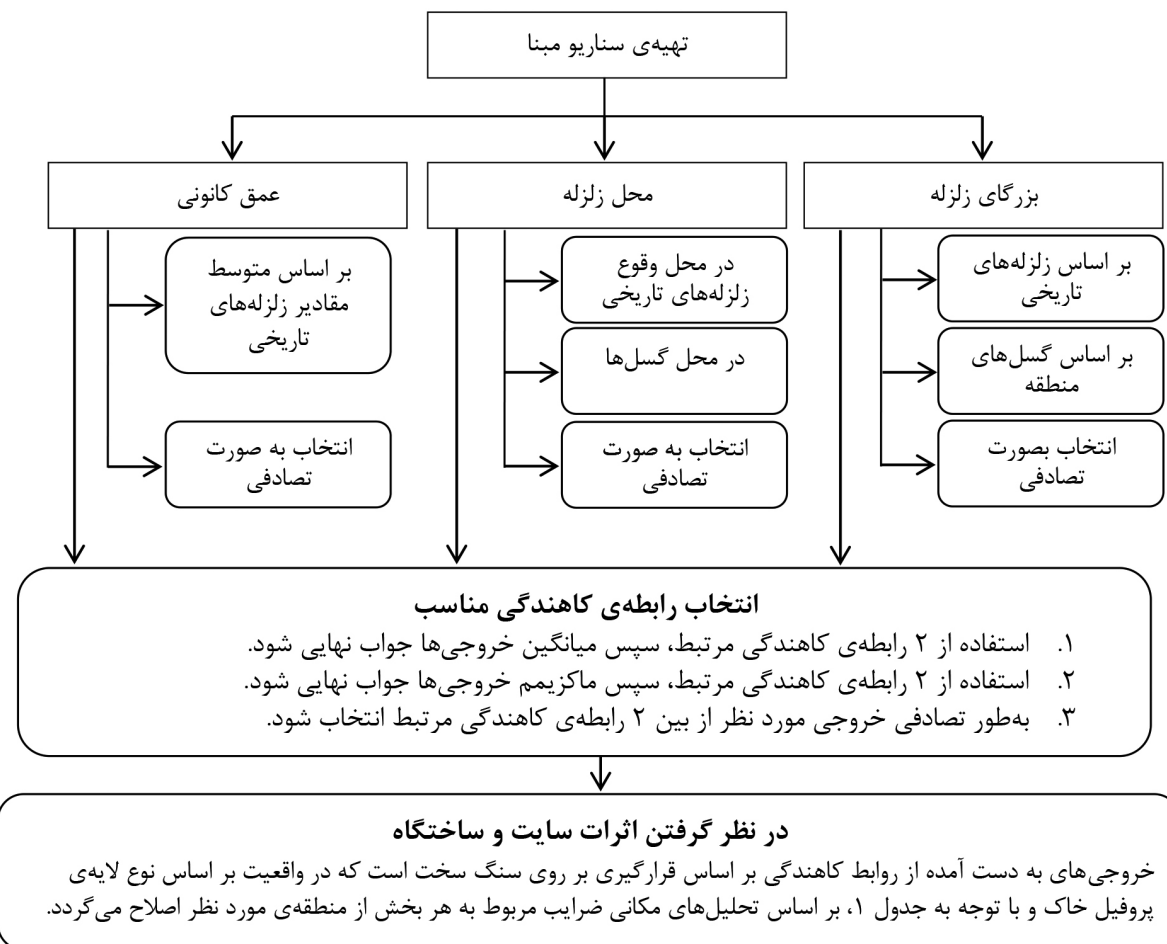 تهیه‌ی سناریو مبنا
بزرگای زلزله
محل زلزله
عمق کانونی
بر اساس زلزله‌های
تاریخی
بر اساس گسل‌های
منطقه
انتخاب بصورت
تصادفی
در محل وقوع
زلزله‌های تاریخی
در محل گسل‌ها
انتخاب به صورت
تصادفی
بر اساس متوسط
مقادیر زلزله‌های
تاریخی
انتخاب به صورت
تصادفی
انتخاب رابطه‌ی کاهندگی مناسب
۱. استفاده از ۲ رابطه‌ی کاهندگی مرتبط، سپس میانگین خروجی‌ها جواب نهایی شود.
۲. استفاده از ۲ رابطه‌ی کاهندگی مرتبط، سپس ماکزیمم خروجی‌ها جواب نهایی شود.
۳. به‌طور تصادفی خروجی مورد نظر از بین ۲ رابطه‌ی کاهندگی مرتبط انتخاب شود.
در نظر گرفتن اثرات سایت و ساختگاه
خروجی‌های به دست آمده از روابط کاهندگی بر اساس قرارگیری بر روی سنگ سخت است که در واقعیت بر اساس نوع لایه‌ی
پروفیل خاک و با توجه به جدول ۱، بر اساس تحلیل‌های مکانی ضرایب مربوط به هر بخش از منطقه‌ی مورد نظر اصلاح می‌گردد.